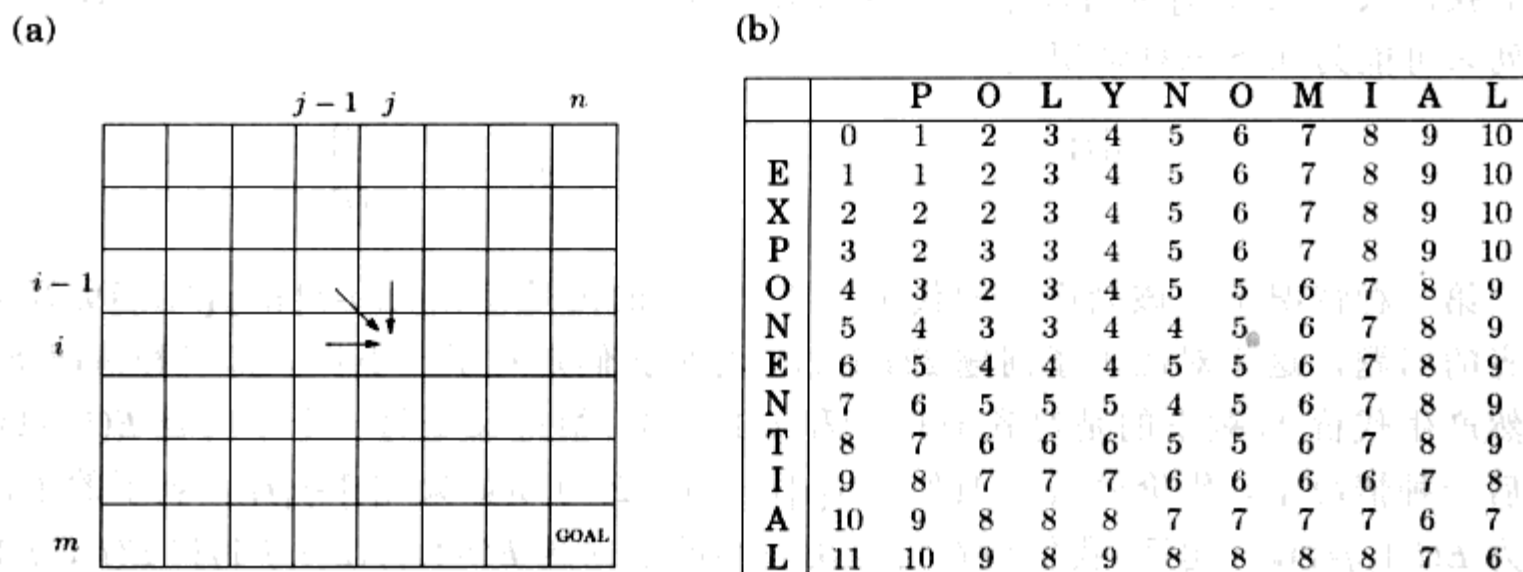 (a)
j − 1 j n
i − 1
i
m
GOAL
(b)
P O L Y N O M I A L
0 1 2 3 4 5 6 7 8 9 10
E 1 1 2 3 4 5 6 7 8 9 10
X 2 2 2 3 4 5 6 7 8 9 10
P 3 2 3 3 4 5 6 7 8 9 10
O 4 3 2 3 4 5 5 6 7 8 9
N 5 4 3 3 4 4 5 6 7 8 9
E 6 5 4 4 4 5 5 6 7 8 9
N 7 6 5 5 5 4 5 6 7 8 9
T 8 7 6 6 6 5 5 6 7 8 9
I 9 8 7 7 7 6 6 6 6 7 8
A 10 9 8 8 8 7 7 7 7 6 7
L 11 10 9 8 9 8 8 8 8 7 6